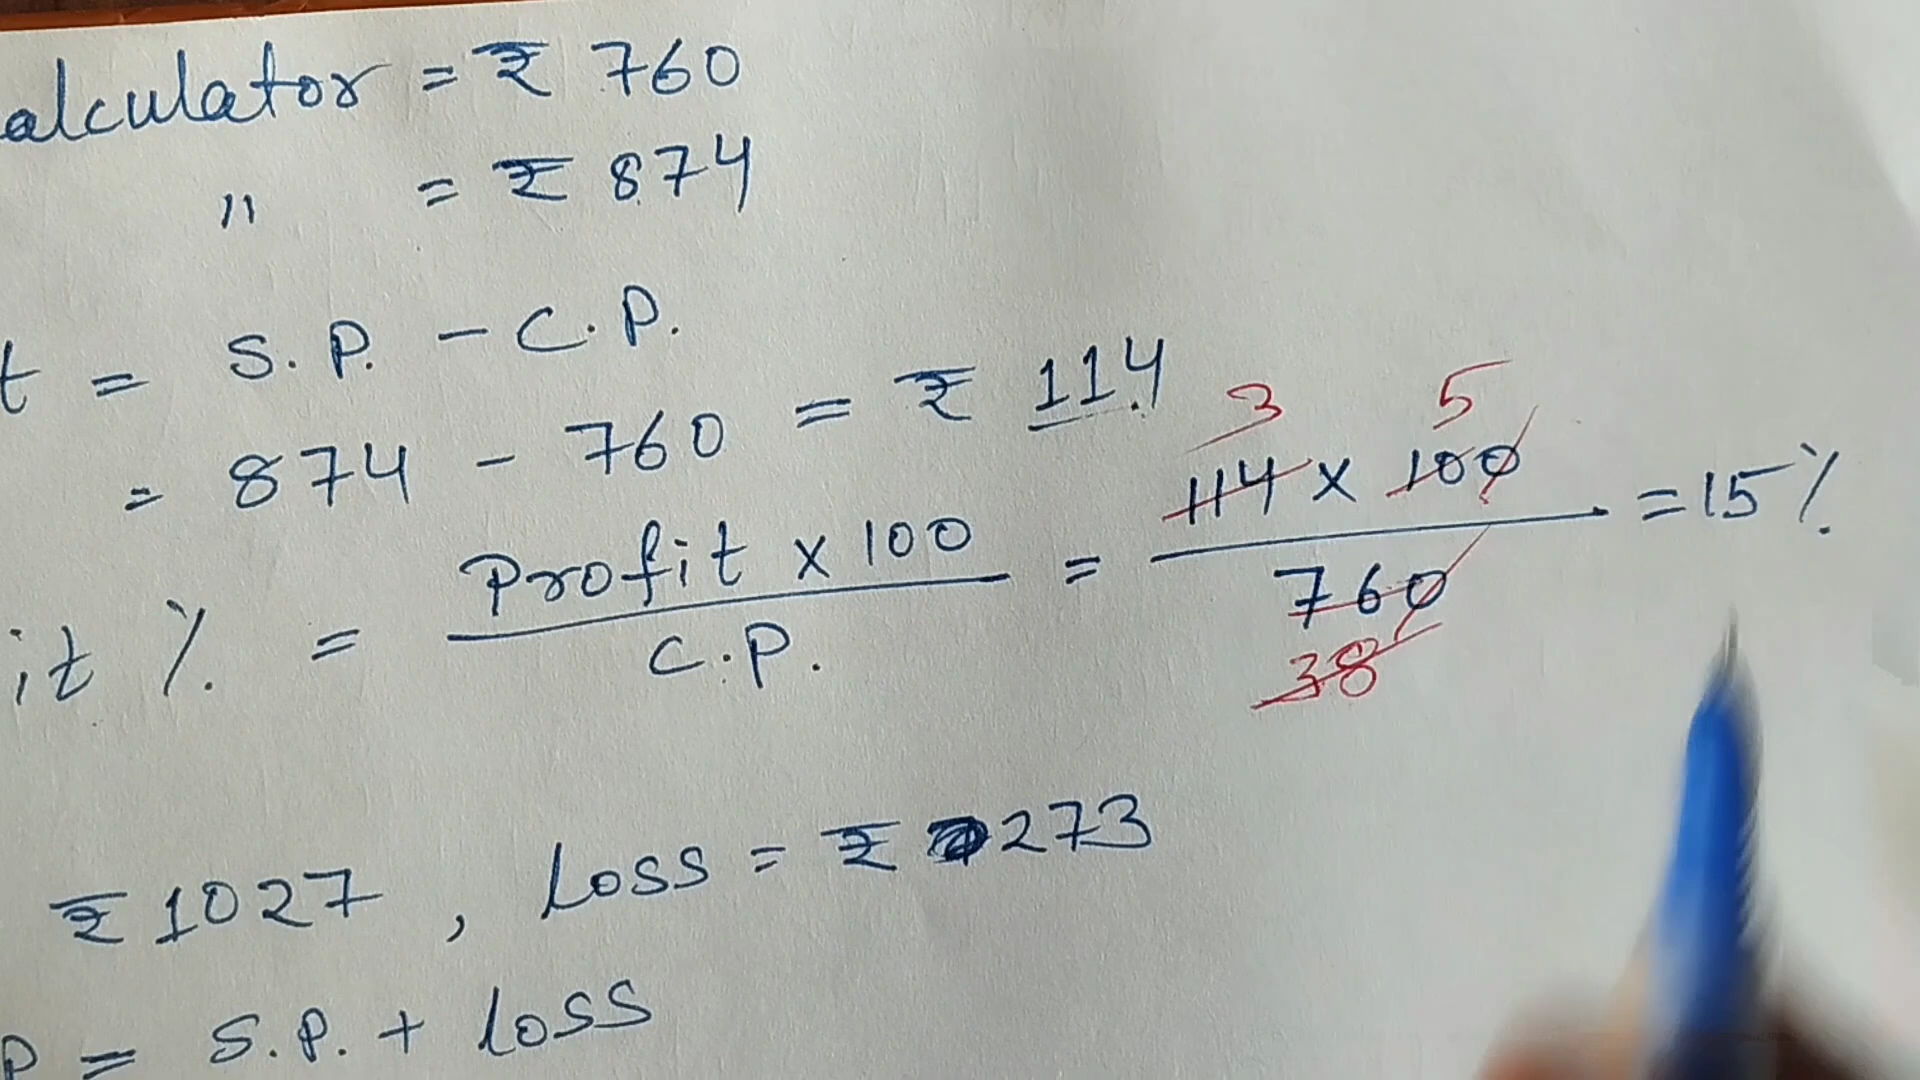 alculator = ₹ 760
" = ₹ 874
t = S.P. - C.P.
= 874 - 760 = ₹ 114
it % = Profit x 100 / C.P. = 114 x 100 / 760 = 15%
3 5
38
₹ 1027, Loss = ₹ 273
P = S.P. + Loss